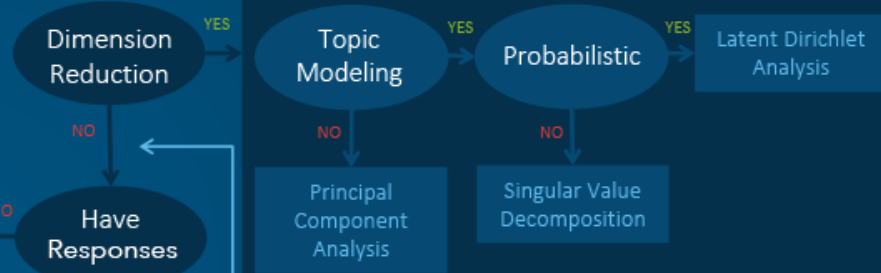 Dimension
Reduction
YES
Topic
Modeling
YES
Probabilistic
YES
Latent Dirichlet
Analysis
NO
NO
NO
Principal
Component
Analysis
Singular Value
Decomposition
O
Have
Responses